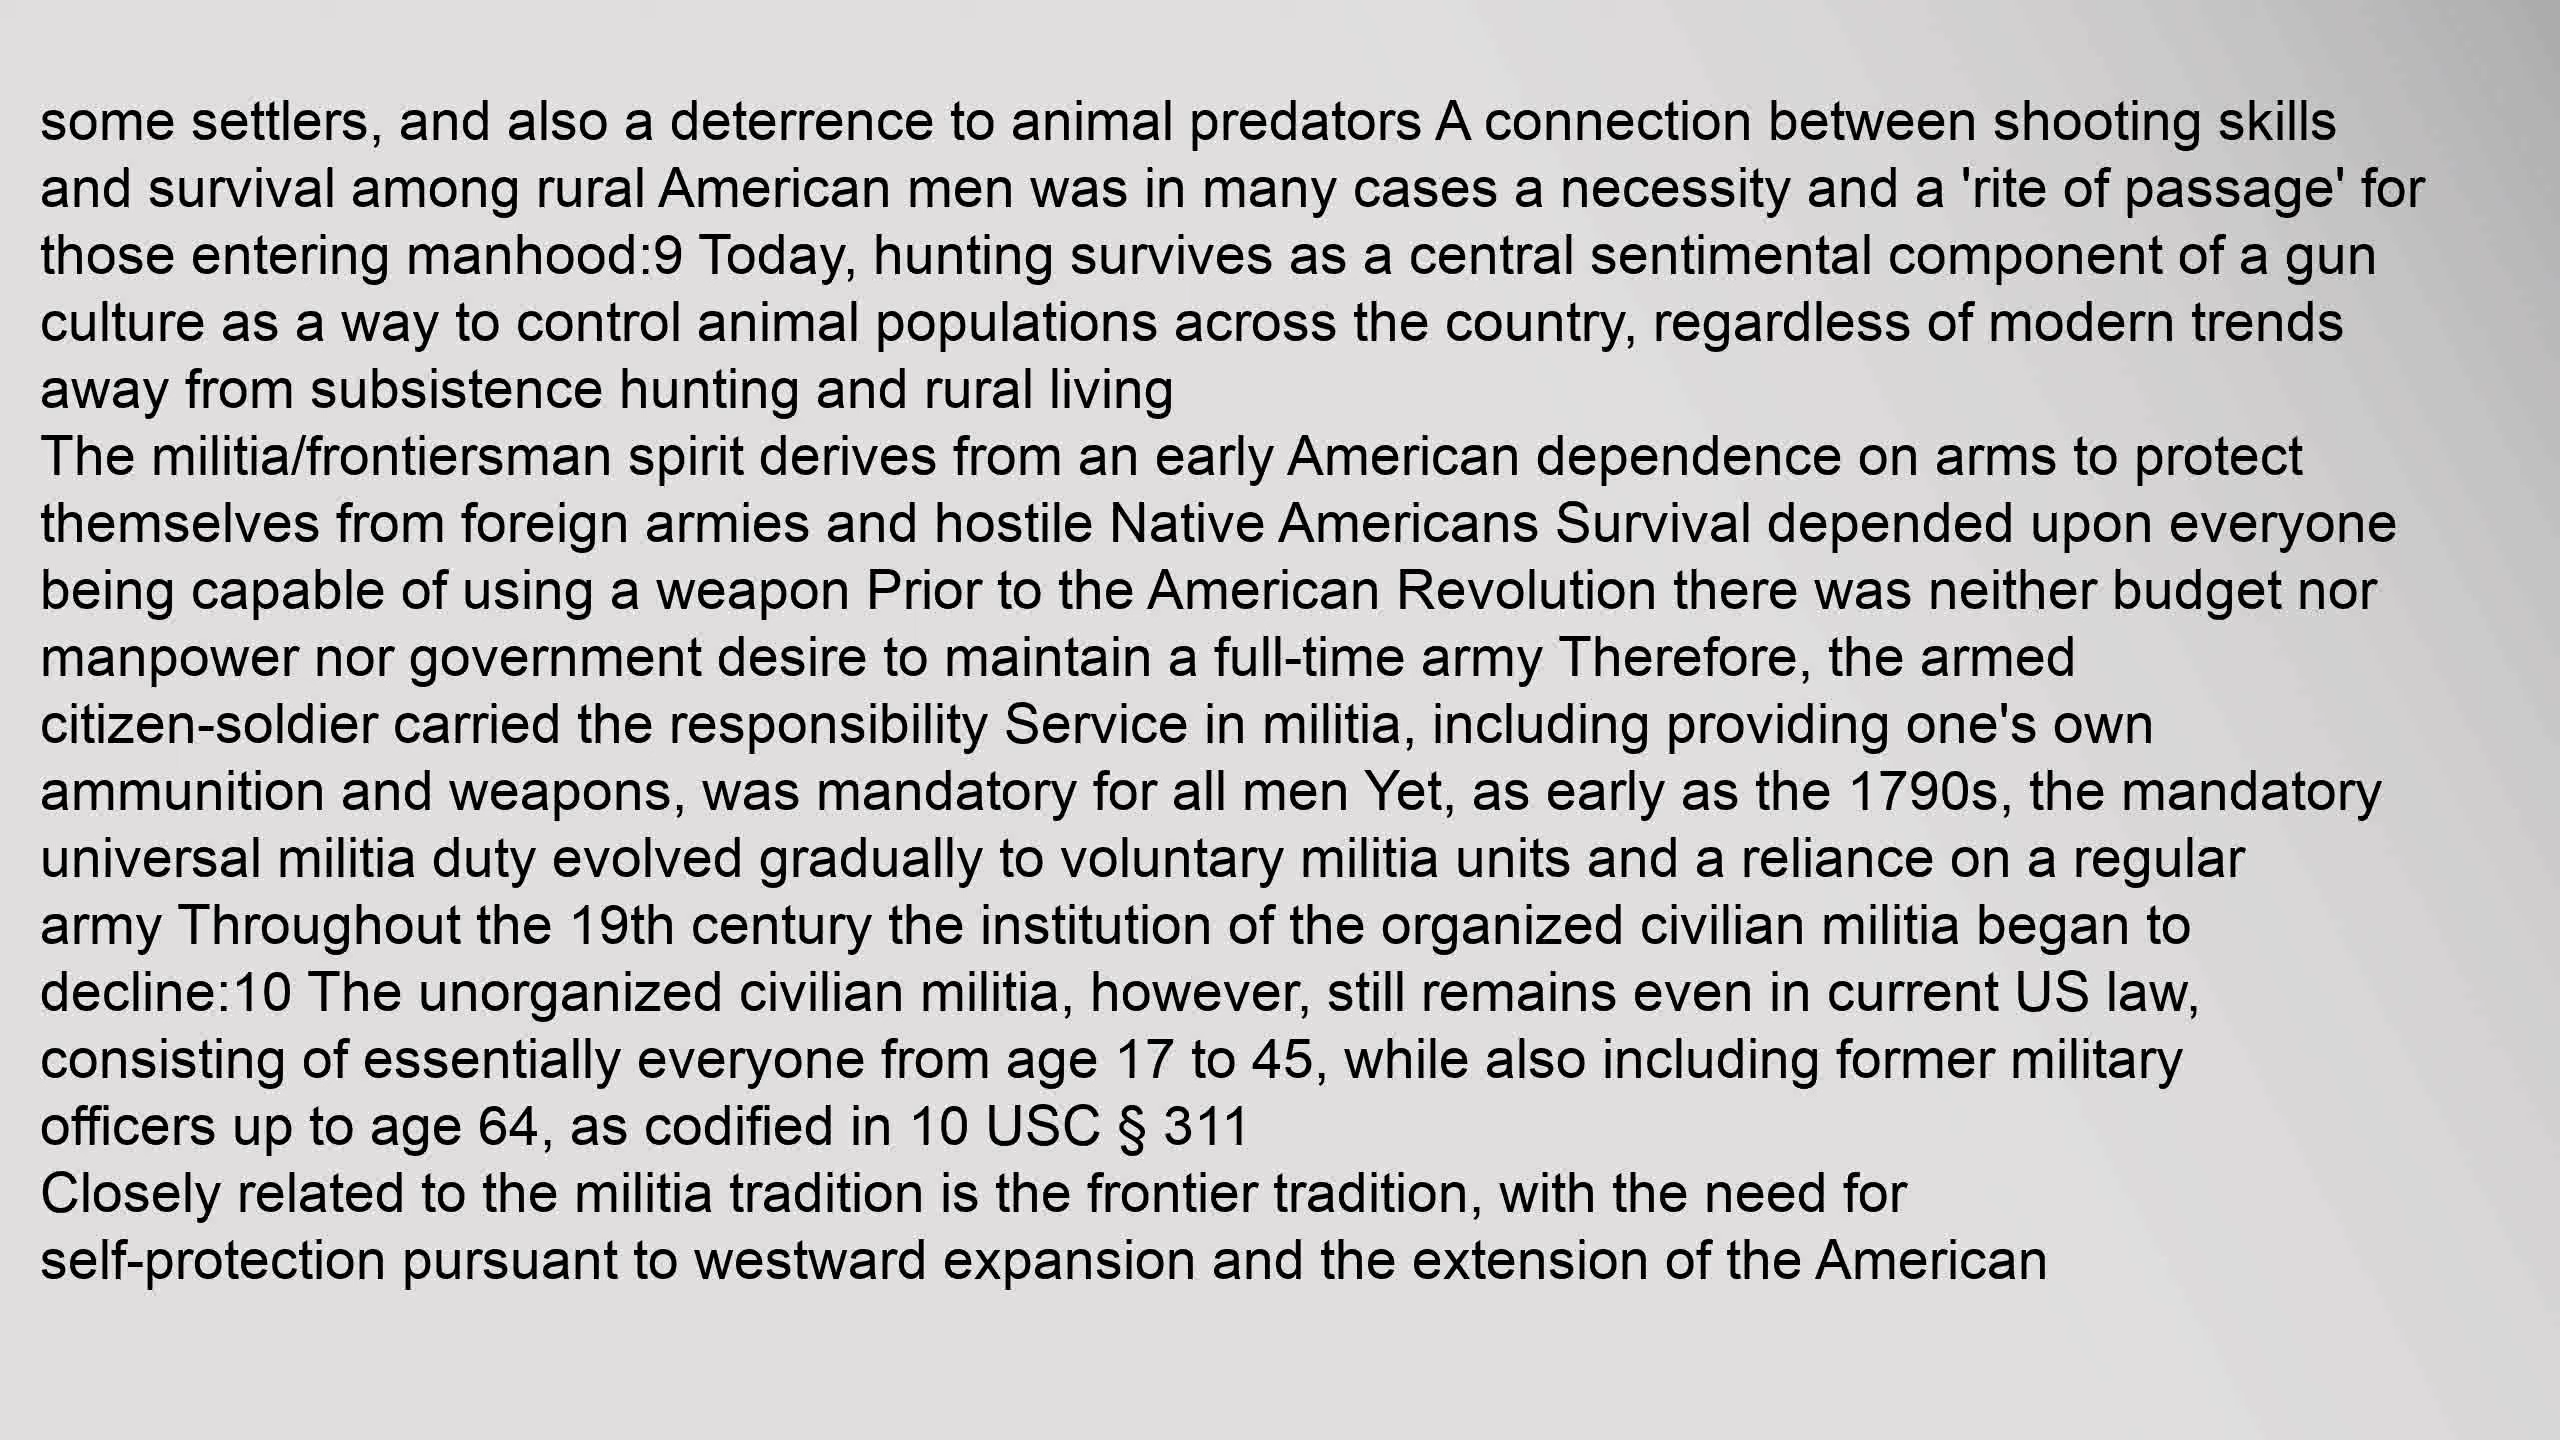 some settlers, and also a deterrence to animal predators A connection between shooting skills
and survival among rural American men was in many cases a necessity and a 'rite of passage' for
those entering manhood:9 Today, hunting survives as a central sentimental component of a gun
culture as a way to control animal populations across the country, regardless of modern trends
away from subsistence hunting and rural living
The militia/frontiersman spirit derives from an early American dependence on arms to protect
themselves from foreign armies and hostile Native Americans Survival depended upon everyone
being capable of using a weapon Prior to the American Revolution there was neither budget nor
manpower nor government desire to maintain a full-time army Therefore, the armed
citizen-soldier carried the responsibility Service in militia, including providing one's own
ammunition and weapons, was mandatory for all men Yet, as early as the 1790s, the mandatory
universal militia duty evolved gradually to voluntary militia units and a reliance on a regular
army Throughout the 19th century the institution of the organized civilian militia began to
decline:10 The unorganized civilian militia, however, still remains even in current US law,
consisting of essentially everyone from age 17 to 45, while also including former military
officers up to age 64, as codified in 10 USC § 311
Closely related to the militia tradition is the frontier tradition, with the need for
self-protection pursuant to westward expansion and the extension of the American